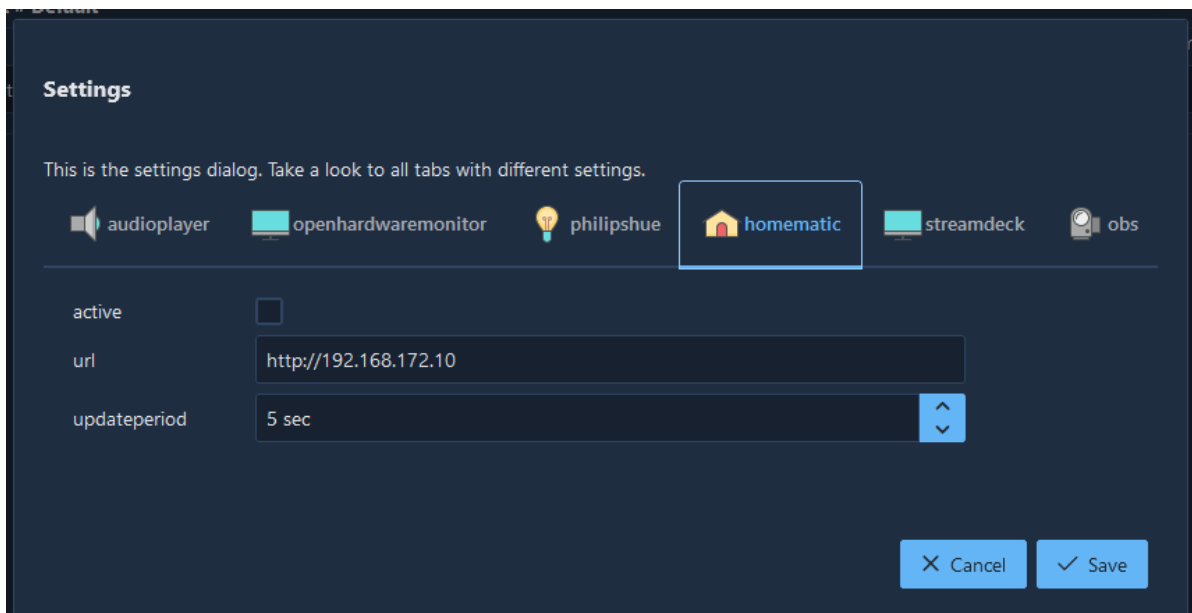 Default
Settings
This is the settings dialog. Take a look to all tabs with different settings.
audioplayer openhardwaremonitor philipshue homematic streamdeck obs
active
url http://192.168.172.10
updateperiod 5 sec
Cancel Save